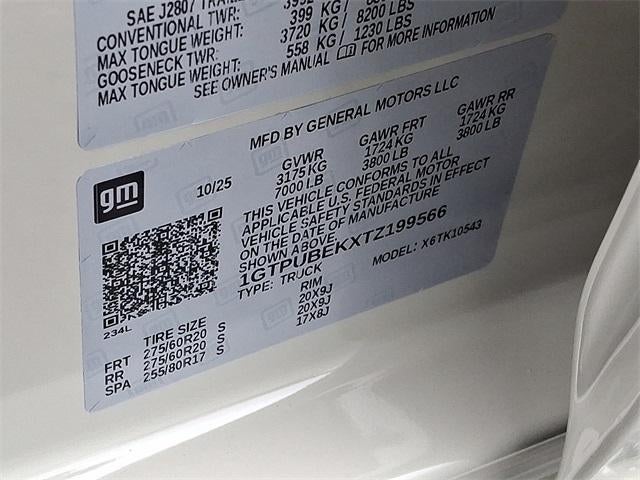 SAE J2807
CONVENTIONAL TWR: 399 KG / LBS
MAX TONGUE WEIGHT: 3720 KG / 8200 LBS
GOOSENECK TWR: 558 KG / 1230 LBS
MAX TONGUE WEIGHT:
SEE OWNER'S MANUAL FOR MORE INFORMATION
MFD BY GENERAL MOTORS LLC
gm
10/25
GVWR GAWR FRT GAWR RR
3175 KG 1724 KG 1724 KG
7000 LB 3800 LB 3800 LB
THIS VEHICLE CONFORMS TO ALL
APPLICABLE U.S. FEDERAL MOTOR
VEHICLE SAFETY STANDARDS IN EFFECT
ON THE DATE OF MANUFACTURE
SHOWN ABOVE.
1GTPUBEKXTZ199566
TYPE: TRUCK MODEL: X6TK10543
234L
TIRE SIZE RIM
FRT 275/60R20 S 20X9J
RR 275/60R20 S 20X9J
SPA 255/80R17 S 17X8J